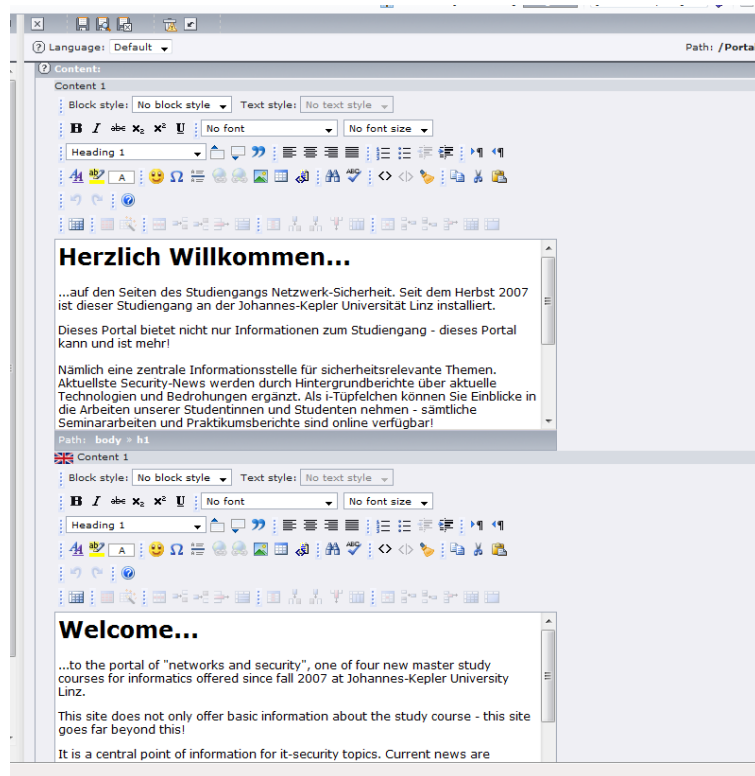 Language: Default Path: /Porta
Content:
Content 1
Block style: No block style Text style: No text style
B I abc X₂ X² U No font No font size
Heading 1
Herzlich Willkommen...
...auf den Seiten des Studiengangs Netzwerk-Sicherheit. Seit dem Herbst 2007
ist dieser Studiengang an der Johannes-Kepler Universität Linz installiert.
Dieses Portal bietet nicht nur Informationen zum Studiengang - dieses Portal
kann und ist mehr!
Nämlich eine zentrale Informationsstelle für sicherheitsrelevante Themen.
Aktuellste Security-News werden durch Hintergrundberichte über aktuelle
Technologien und Bedrohungen ergänzt. Als i-Tüpfelchen können Sie Einblicke in
die Arbeiten unserer Studentinnen und Studenten nehmen - sämtliche
Seminararbeiten und Praktikumsberichte sind online verfügbar!
Path: body » h1
Content 1
Block style: No block style Text style: No text style
B I abc X₂ X² U No font No font size
Heading 1
Welcome...
...to the portal of "networks and security", one of four new master study
courses for informatics offered since fall 2007 at Johannes-Kepler University
Linz.
This site does not only offer basic information about the study course - this site
goes far beyond this!
It is a central point of information for it-security topics. Current news are